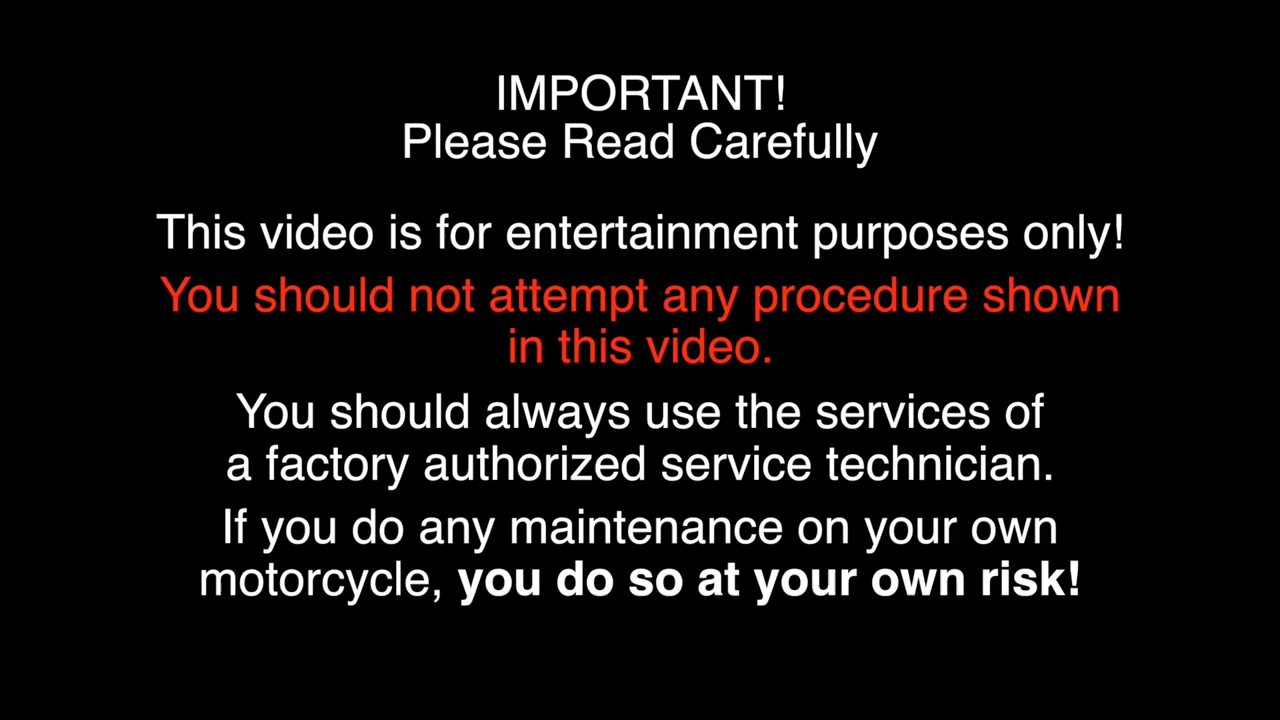 IMPORTANT!
Please Read Carefully
This video is for entertainment purposes only!
You should not attempt any procedure shown
in this video.
You should always use the services of
a factory authorized service technician.
If you do any maintenance on your own
motorcycle, you do so at your own risk!